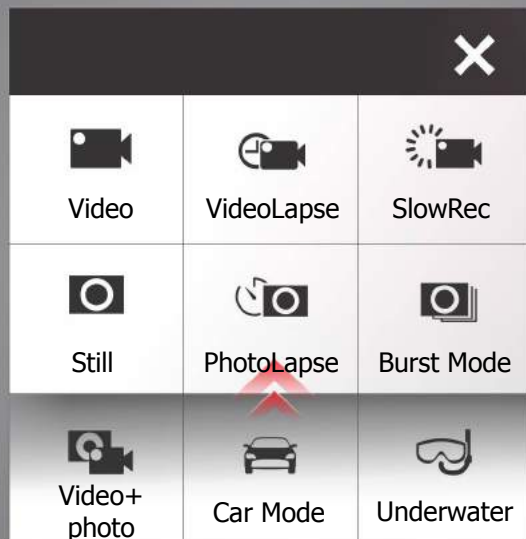 Video
VideoLapse
SlowRec
Still
PhotoLapse
Burst Mode
Video+
photo
Car Mode
Underwater